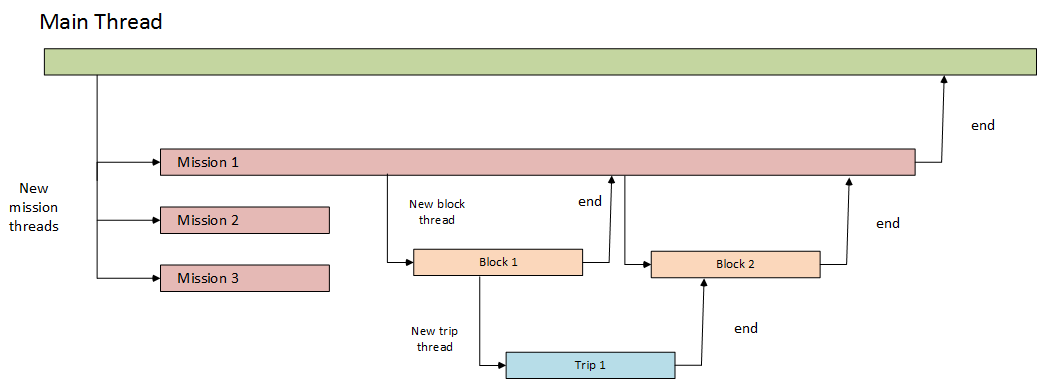 Main Thread
end
Mission 1
New
mission
threads
New block
thread
end
Mission 2
end
Block 1
Block 2
Mission 3
New trip
thread
end
Trip 1